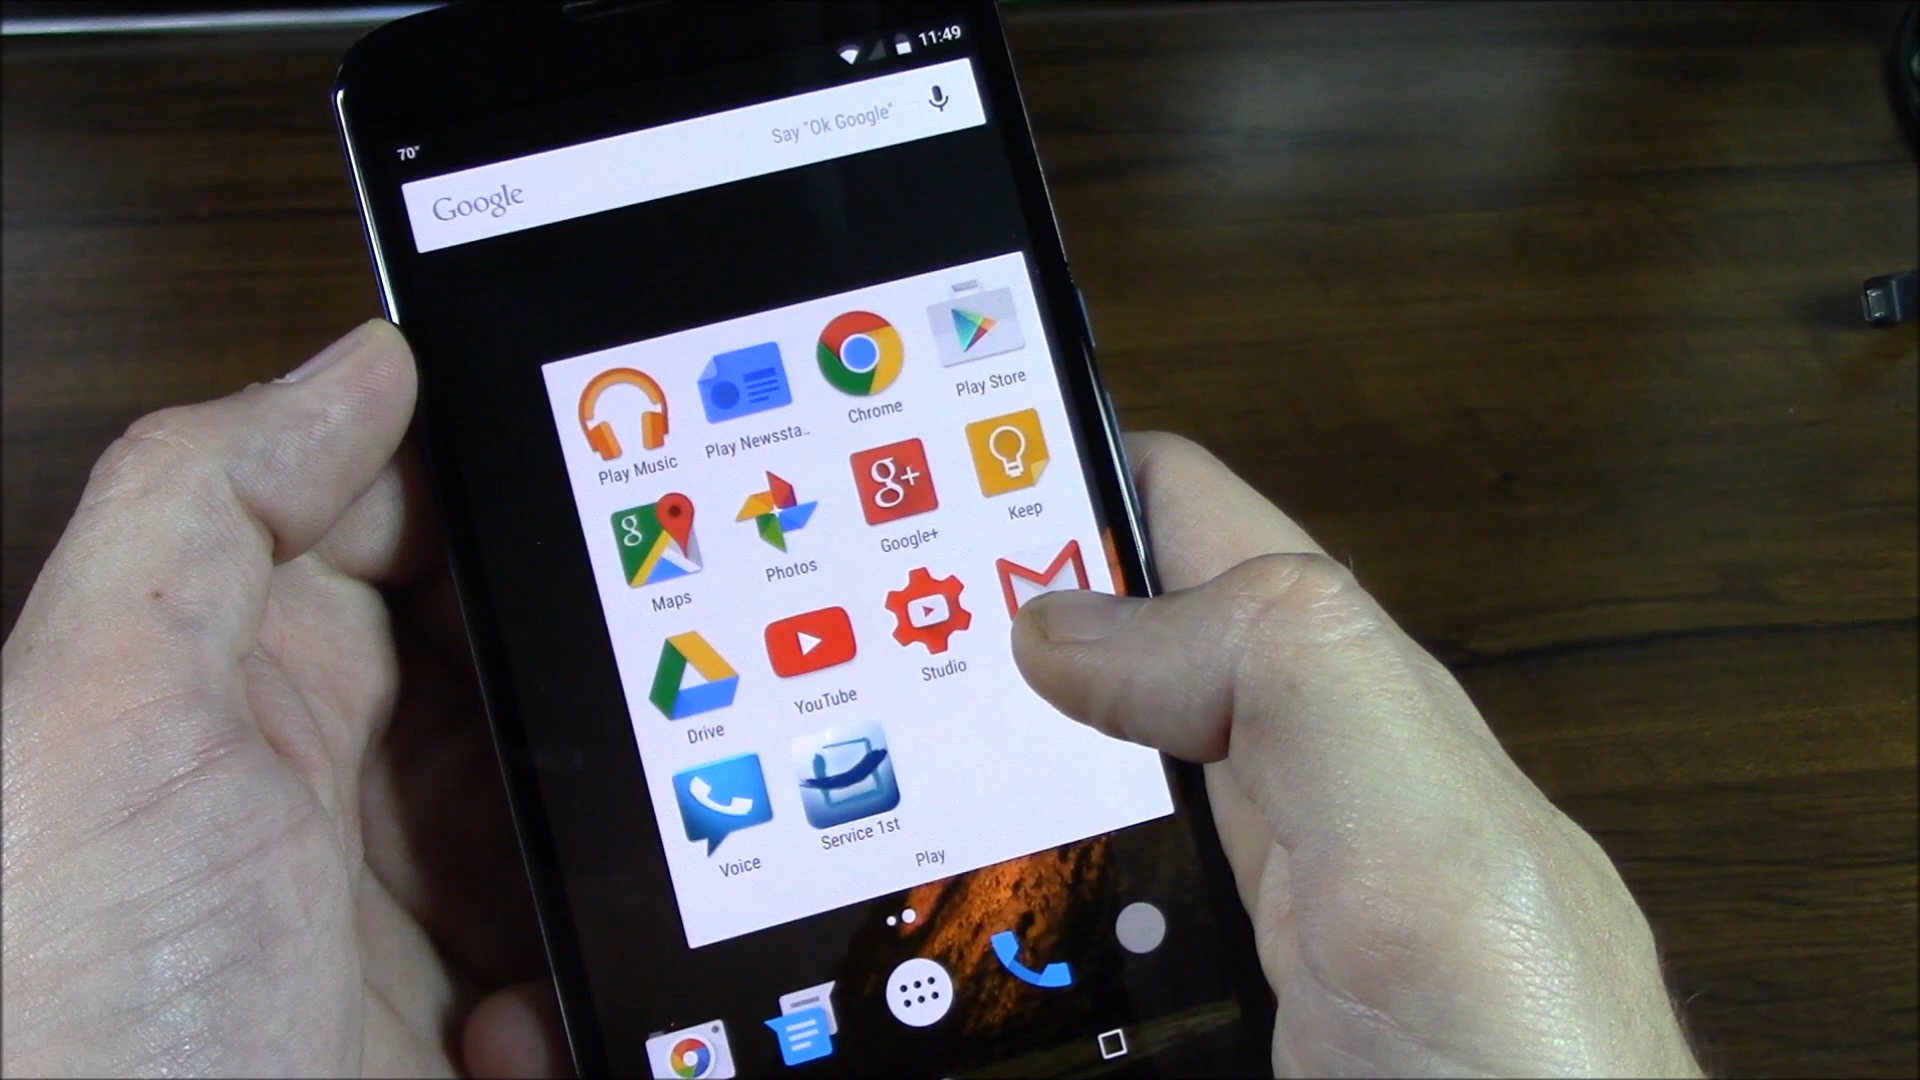 11:49
70°
Google
Say "Ok Google"
Play Music
Play Newssta..
Chrome
Play Store
g
Maps
Photos
g+
Google+
Keep
Drive
YouTube
Studio
Voice
Service 1st
Play